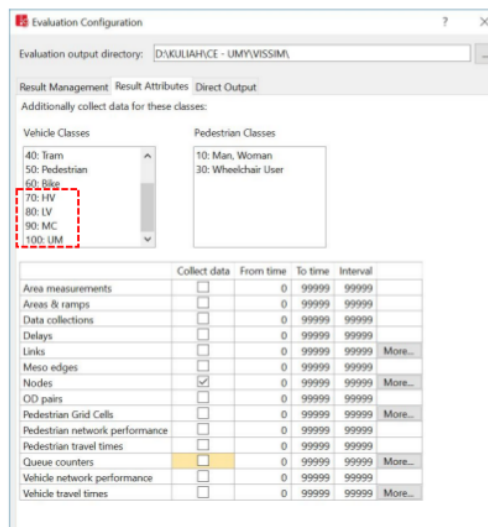 Evaluation Configuration ? ×
Evaluation output directory: D:\KULIAH\CE - UMY\VISSIM\ ...
Result Management Result Attributes Direct Output
Additionally collect data for these classes:
Vehicle Classes Pedestrian Classes
40: Tram 10: Man, Woman
50: Pedestrian 30: Wheelchair User
60: Bike
70: HV
80: LV
90: MC
100: UM
Collect data From time To time Interval
Area measurements 0 99999 99999
Areas & ramps 0 99999 99999
Data collections 0 99999 99999
Delays 0 99999 99999
Links 0 99999 99999 More...
Meso edges 0 99999 99999
Nodes 0 99999 99999 More...
OD pairs 0 99999 99999
Pedestrian Grid Cells 0 99999 99999 More...
Pedestrian network performance 0 99999 99999
Pedestrian travel times 0 99999 99999
Queue counters 0 99999 99999 More...
Vehicle network performance 0 99999 99999
Vehicle travel times 0 99999 99999 More...